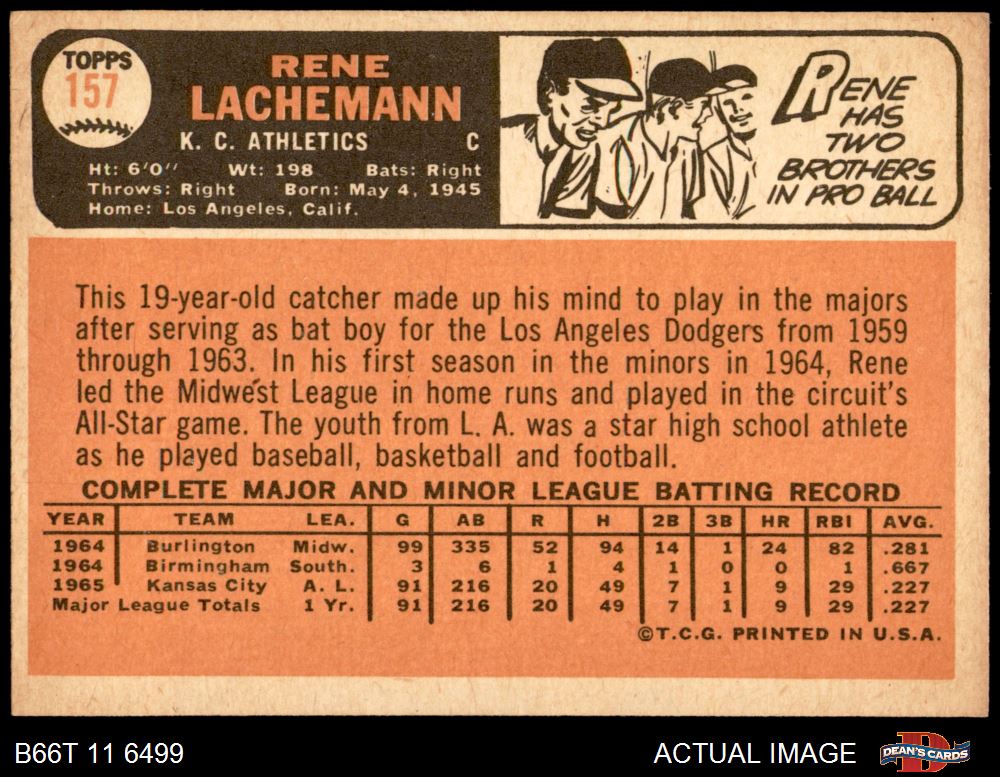 TOPPS
157
RENE
LACHEMANN
K. C. ATHLETICS C
Ht: 6'0" Wt: 198 Bats: Right
Throws: Right Born: May 4, 1945
Home: Los Angeles, Calif.
RENE
HAS
TWO
BROTHERS
IN PRO BALL
This 19-year-old catcher made up his mind to play in the majors
after serving as bat boy for the Los Angeles Dodgers from 1959
through 1963. In his first season in the minors in 1964, Rene
led the Midwest League in home runs and played in the circuit's
All-Star game. The youth from L. A. was a star high school athlete
as he played baseball, basketball and football.
COMPLETE MAJOR AND MINOR LEAGUE BATTING RECORD
YEAR TEAM LEA. G AB R H 2B 3B HR RBI AVG.
1964 Burlington Midw. 99 335 52 94 14 1 24 82 .281
1964 Birmingham South. 3 6 1 4 1 0 0 1 .667
1965 Kansas City A. L. 91 216 20 49 7 1 9 29 .227
Major League Totals 1 Yr. 91 216 20 49 7 1 9 29 .227
©T.C.G. PRINTED IN U.S.A.
B66T 11 6499 ACTUAL IMAGE DEAN'S CARDS